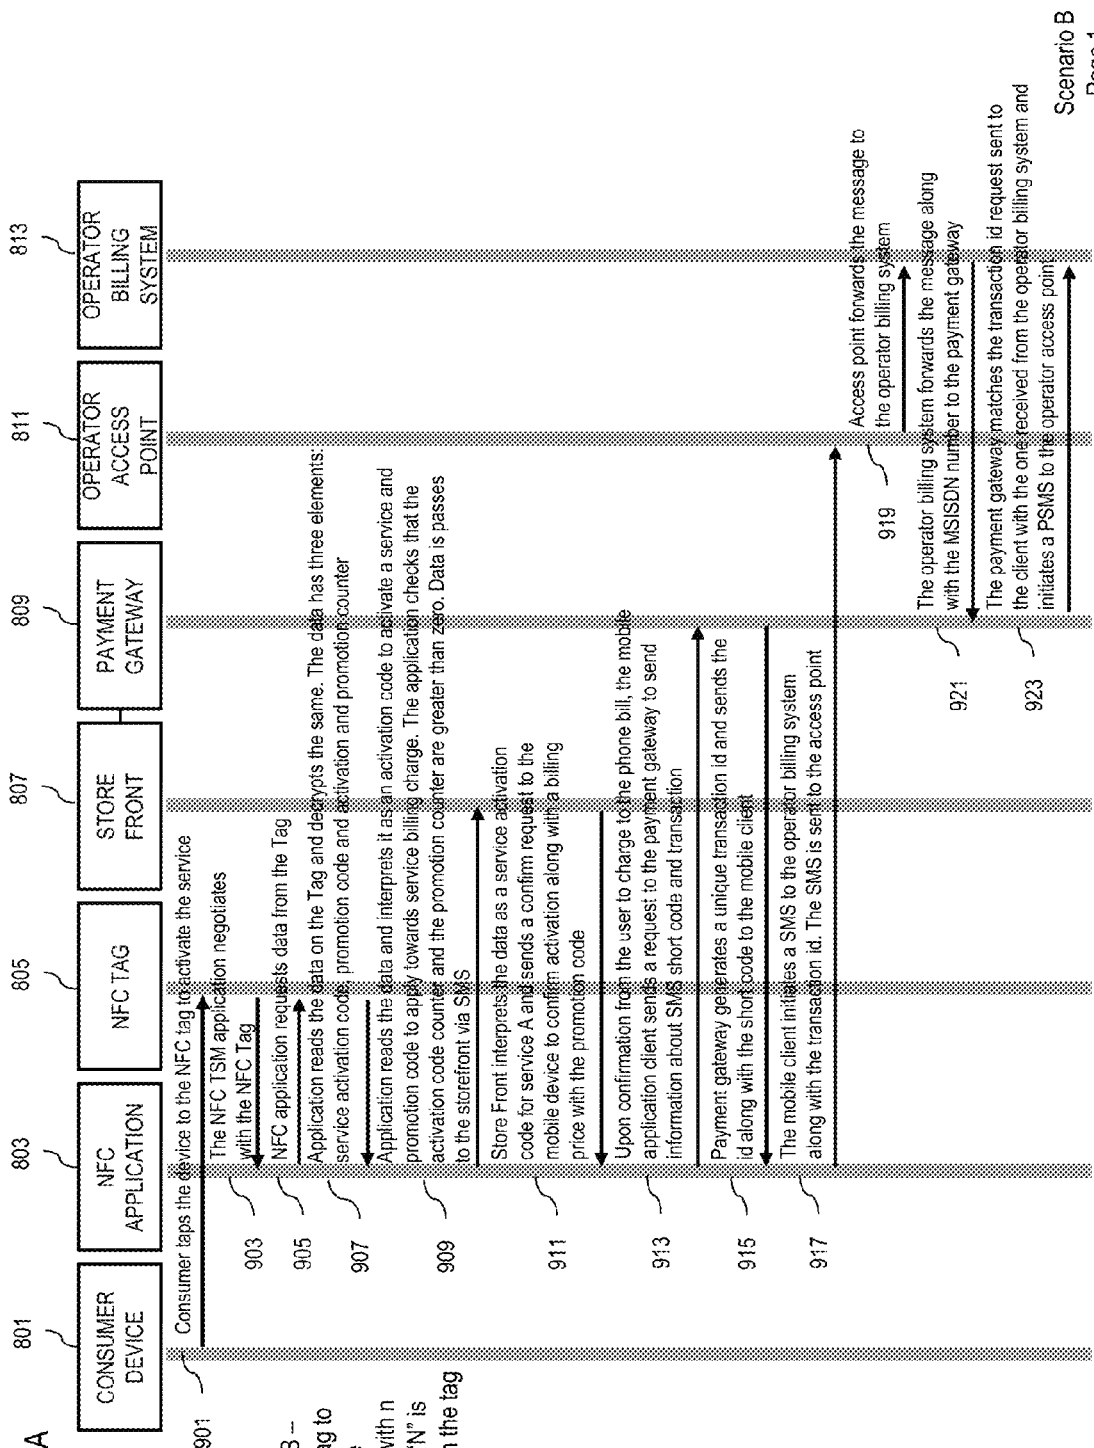 A
801
803
805
807
809
811
813
CONSUMER
DEVICE
NFC
APPLICATION
NFC TAG
STORE
FRONT
PAYMENT
GATEWAY
OPERATOR
ACCESS
POINT
OPERATOR
BILLING
SYSTEM
901
Consumer taps the device to the NFC tag to activate the service
903
The NFC TSM application negotiates
with the NFC Tag
905
NFC application requests data from the Tag
907
Application reads the data on the Tag and decrypts the same. The data has three elements:
service activation code, promotion code and activation and promotion counter
909
Application reads the data and interprets it as an activation code to activate a service and
promotion code to apply towards service billing charge. The application checks that the
activation code counter and the promotion counter are greater than zero. Data is passes
to the storefront via SMS
911
Store Front interprets the data as a service activation
code for service A and sends a confirm request to the
mobile device to confirm activation along with a billing
price with the promotion code
913
Upon confirmation from the user to charge to the phone bill, the mobile
application client sends a request to the payment gateway to send
information about SMS short code and transaction
915
Payment gateway generates a unique transaction id and sends the
id along with the short code to the mobile client
917
The mobile client initiates a SMS to the operator billing system
along with the transaction id. The SMS is sent to the access point
919
Access point forwards the message to
the operator billing system
921
The operator billing system forwards the message along
with the MSISDN number to the payment gateway
923
The payment gateway matches the transaction id request sent to
the client with the one received from the operator billing system and
initiates a PSMS to the operator access point
B –
ag to
with n
"N" is
n the tag
Scenario B
Page 1